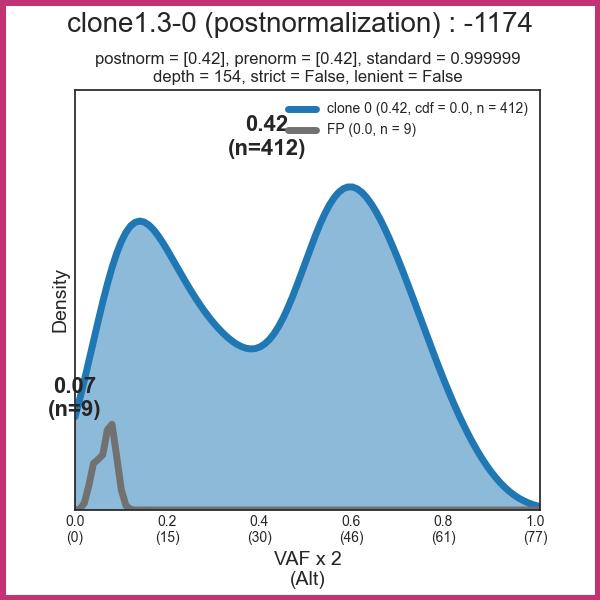 clone1.3-0 (postnormalization) : -1174
postnorm = [0.42], prenorm = [0.42], standard = 0.999999
depth = 154, strict = False, lenient = False
clone 0 (0.42, cdf = 0.0, n = 412)
FP (0.0, n = 9)
0.42
(n=412)
Density
0.07
(n=9)
0.0 0.2 0.4 0.6 0.8 1.0
(0) (15) (30) (46) (61) (77)
VAF x 2
(Alt)